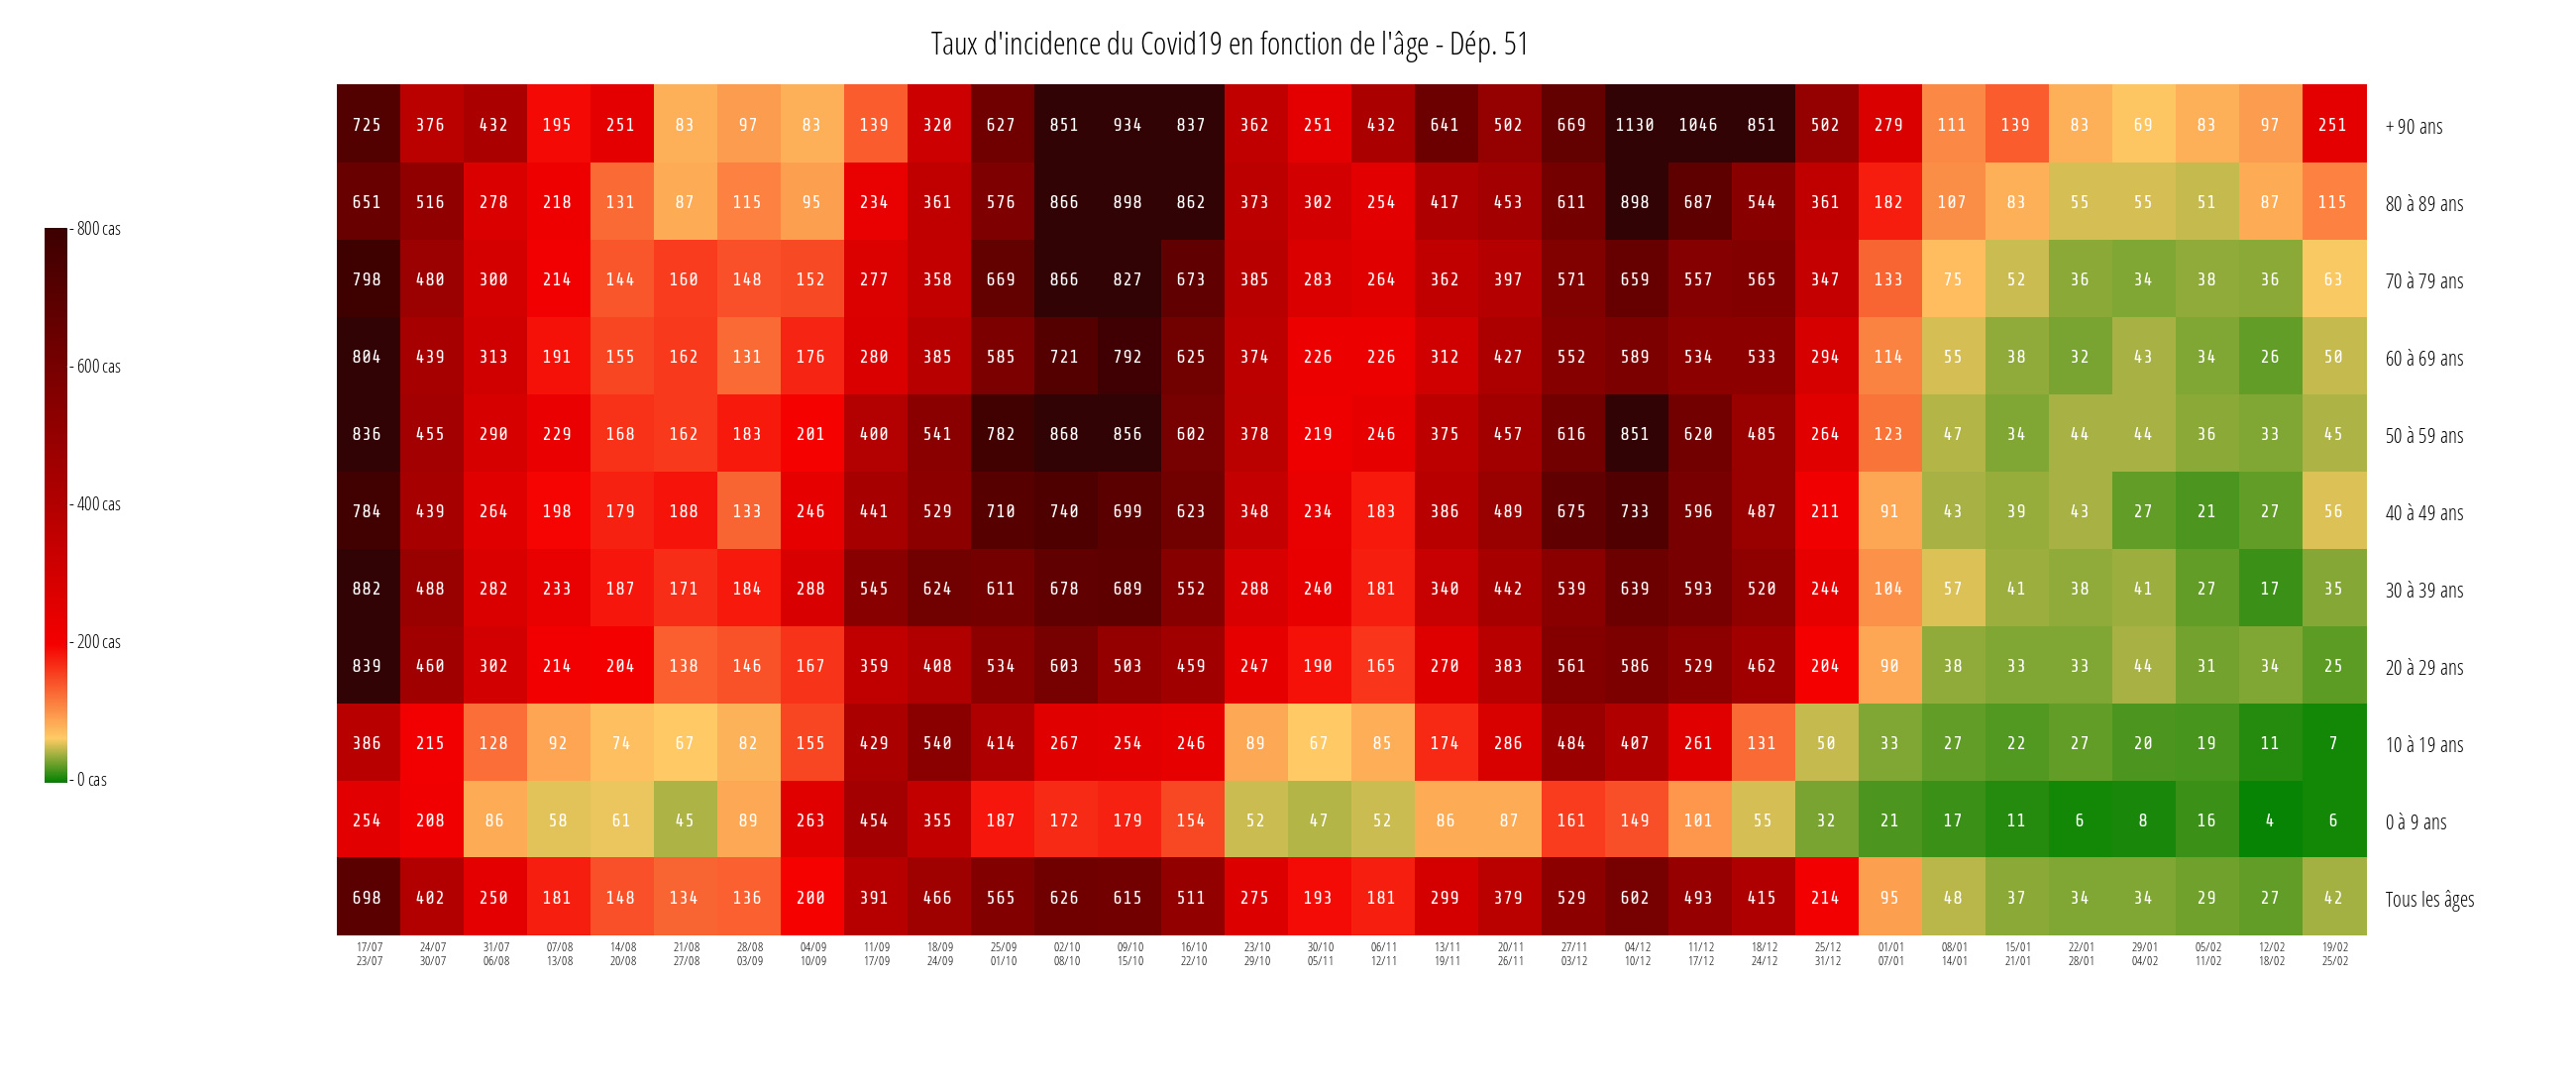 Taux d'incidence du Covid19 en fonction de l'âge - Dép. 51
725 376 432 195 251 83 97 83 139 320 627 851 934 837 362 251 432 641 502 669 1130 1046 851 502 279 111 139 83 69 83 97 251 + 90 ans
651 516 278 218 131 87 115 95 234 361 576 866 898 862 373 302 254 417 453 611 898 687 544 361 182 107 83 55 55 51 87 115 80 à 89 ans
- 800 cas
798 480 300 214 144 160 148 152 277 358 669 866 827 673 385 283 264 362 397 571 659 557 565 347 133 75 52 36 34 38 36 63 70 à 79 ans
804 439 313 191 155 162 131 176 280 385 585 721 792 625 374 226 226 312 427 552 589 534 533 294 114 55 38 32 43 34 26 50 60 à 69 ans
- 600 cas
836 455 290 229 168 162 183 201 400 541 782 868 856 602 378 219 246 375 457 616 851 620 485 264 123 47 34 44 44 36 33 45 50 à 59 ans
- 400 cas
784 439 264 198 179 188 133 246 441 529 710 740 699 623 348 234 183 386 489 675 733 596 487 211 91 43 39 43 27 21 27 56 40 à 49 ans
882 488 282 233 187 171 184 288 545 624 611 678 689 552 288 240 181 340 442 539 639 593 520 244 104 57 41 38 41 27 17 35 30 à 39 ans
- 200 cas
839 460 302 214 204 138 146 167 359 408 534 603 503 459 247 190 165 270 383 561 586 529 462 204 90 38 33 33 44 31 34 25 20 à 29 ans
386 215 128 92 74 67 82 155 429 540 414 267 254 246 89 67 85 174 286 484 407 261 131 50 33 27 22 27 20 19 11 7 10 à 19 ans
- 0 cas
254 208 86 58 61 45 89 263 454 355 187 172 179 154 52 47 52 86 87 161 149 101 55 32 21 17 11 6 8 16 4 6 0 à 9 ans
698 402 250 181 148 134 136 200 391 466 565 626 615 511 275 193 181 299 379 529 602 493 415 214 95 48 37 34 34 29 27 42 Tous les âges
17/07 24/07 31/07 07/08 14/08 21/08 28/08 04/09 11/09 18/09 25/09 02/10 09/10 16/10 23/10 30/10 06/11 13/11 20/11 27/11 04/12 11/12 18/12 25/12 01/01 08/01 15/01 22/01 29/01 05/02 12/02 19/02
23/07 30/07 06/08 13/08 20/08 27/08 03/09 10/09 17/09 24/09 01/10 08/10 15/10 22/10 29/10 05/11 12/11 19/11 26/11 03/12 10/12 17/12 24/12 31/12 07/01 14/01 21/01 28/01 04/02 11/02 18/02 25/02